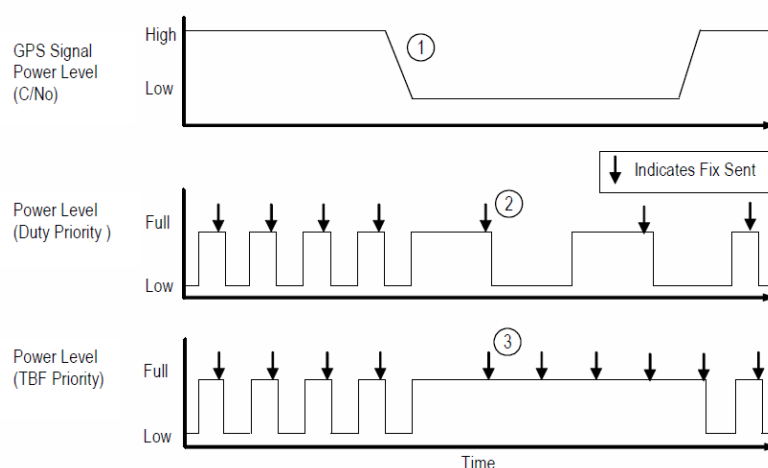 GPS Signal
Power Level
(C/No)
High
Low
1
Indicates Fix Sent
Power Level
(Duty Priority )
Full
Low
2
Power Level
(TBF Priority)
Full
Low
3
Time